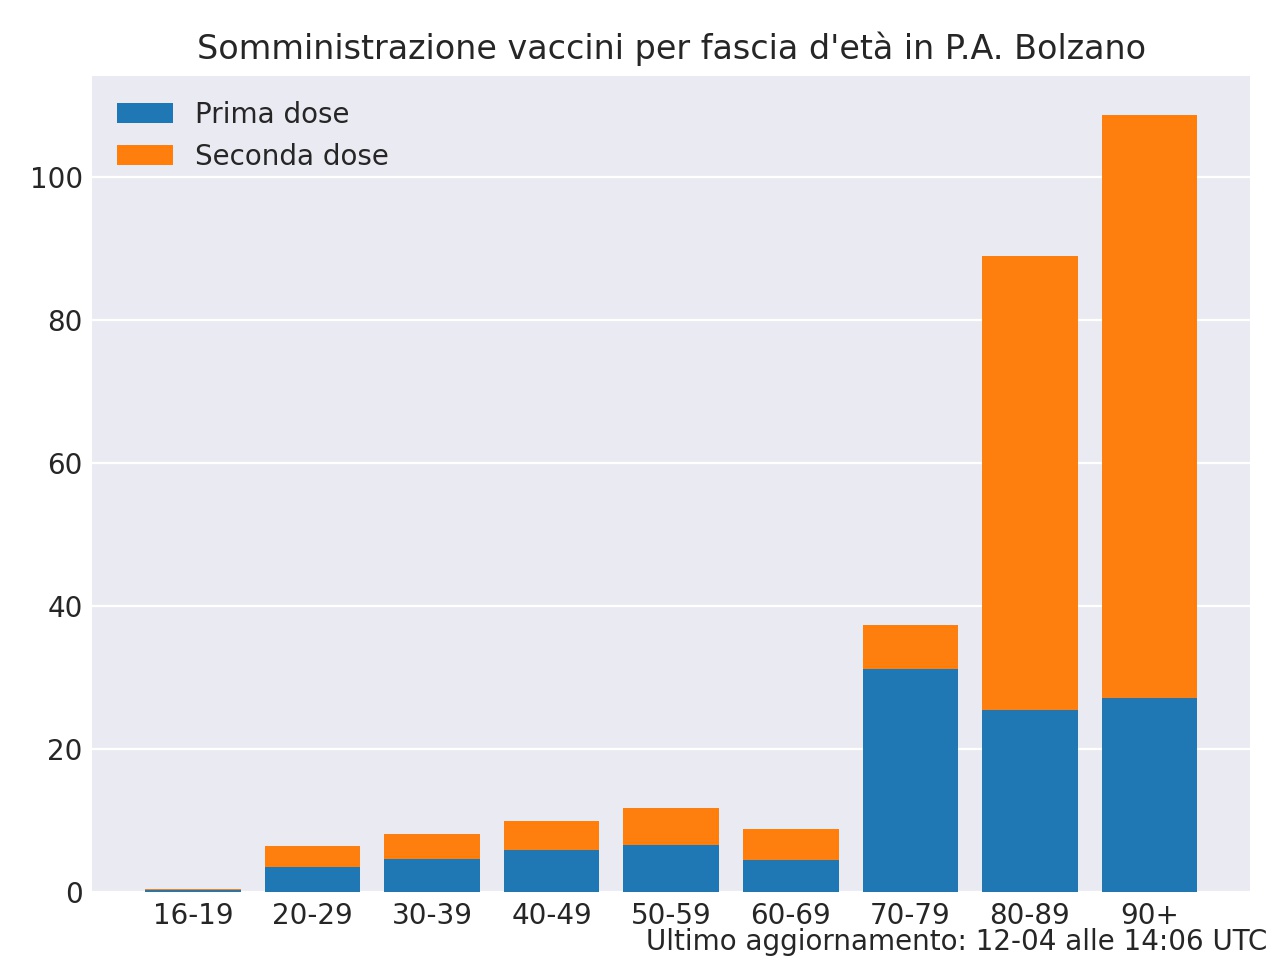 Somministrazione vaccini per fascia d'età in P.A. Bolzano
Prima dose
Seconda dose
100
80
60
40
20
0
16-19 20-29 30-39 40-49 50-59 60-69 70-79 80-89 90+
Ultimo aggiornamento: 12-04 alle 14:06 UTC